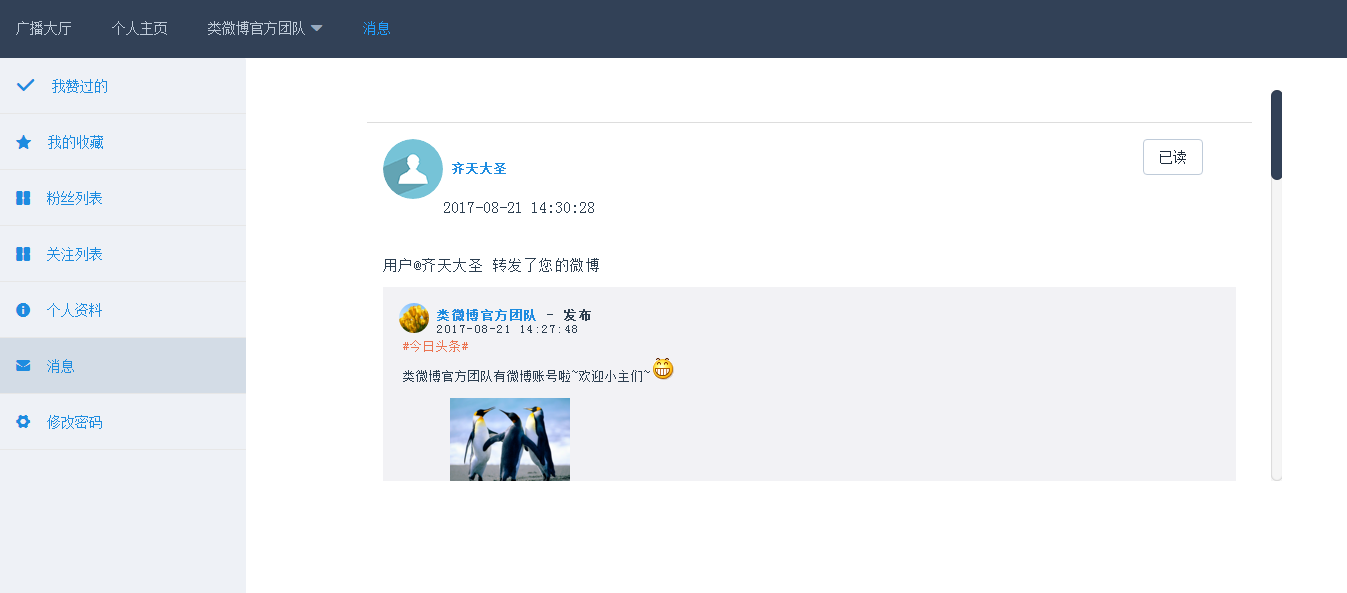 广播大厅 个人主页 类微博官方团队 消息
我赞过的
我的收藏
粉丝列表
关注列表
个人资料
消息
修改密码
齐天大圣
已读
2017-08-21 14:30:28
用户@齐天大圣 转发了您的微博
类微博官方团队 - 发布
2017-08-21 14:27:48
#今日头条#
类微博官方团队有微博账号啦~欢迎小主们~